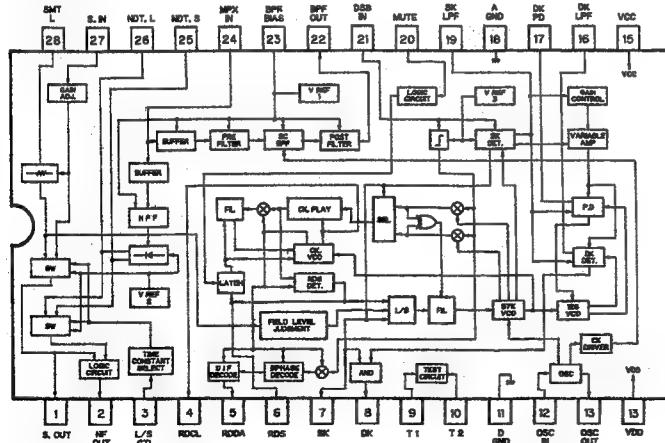 SMT L
S. IN
NDT. L
NDT. S
MPX IN
BPF BIAS
BPF OUT
DSB IN
MUTE
SK LPF
A GND
DK PD
DK LPF
VCC
28
27
26
25
24
23
22
21
20
19
18
17
16
15
VCC
GAIN ADJ.
V REF 1
LOGIC CIRCUIT
V REF 3
GAIN CONTROL
BUFFER
PRE FILTER
SC BPF
POST FILTER
SK DET.
VARIABLE AMP
BUFFER
HPF
FIL
CK PLAY
SEL
P.D
CK VCO
DK DET.
SW
LATCH
RDS DET.
V REF 2
L/S
FIL
57K VCO
125 VCO
FIELD LEVEL JUDGMENT
SW
LOGIC CIRCUIT
TIME CONSTANT SELECT
DIF DECODE
BPHASE DECODE
AND
TEST CIRCUIT
OSC
CK DRIVER
VDD
1
2
3
4
5
6
7
8
9
10
11
12
13
13
S. OUT
NF OUT
L/S
RDCL
RDDA
RDS
SK
DK
T 1
T 2
D GND
OSC IN
OSC OUT
VDD